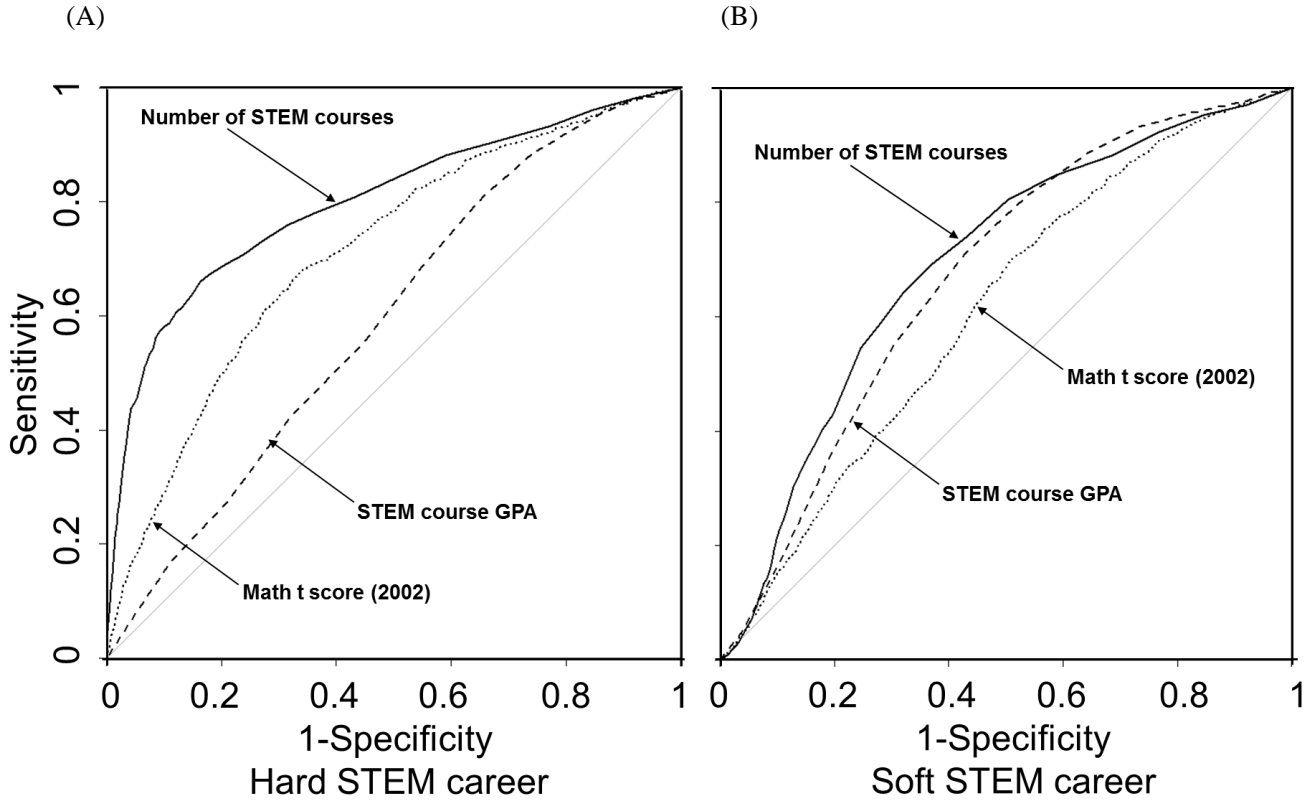 (A)
(B)
Number of STEM courses
Number of STEM courses
Math t score (2002)
STEM course GPA
STEM course GPA
Math t score (2002)
Sensitivity
0
0.2
0.4
0.6
0.8
1
0 0.2 0.4 0.6 0.8 1
0 0.2 0.4 0.6 0.8 1
1-Specificity
1-Specificity
Hard STEM career
Soft STEM career